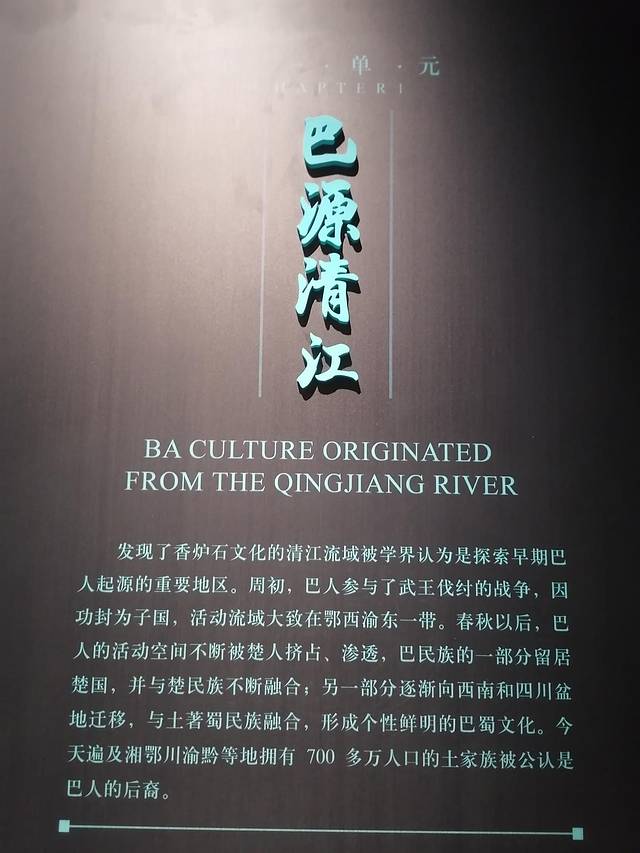 单 · 元
CHAPTER 1
巴源清江
BA CULTURE ORIGINATED
FROM THE QINGJIANG RIVER
发现了香炉石文化的清江流域被学界认为是探索早期巴
人起源的重要地区。周初，巴人参与了武王伐纣的战争，因
功封为子国，活动流域大致在鄂西渝东一带。春秋以后，巴
人的活动空间不断被楚人挤占、渗透，巴民族的一部分留居
楚国，并与楚民族不断融合；另一部分逐渐向西南和四川盆
地迁移，与土著蜀民族融合，形成个性鲜明的巴蜀文化。今
天遍及湘鄂川渝黔等地拥有 700 多万人口的土家族被公认是
巴人的后裔。